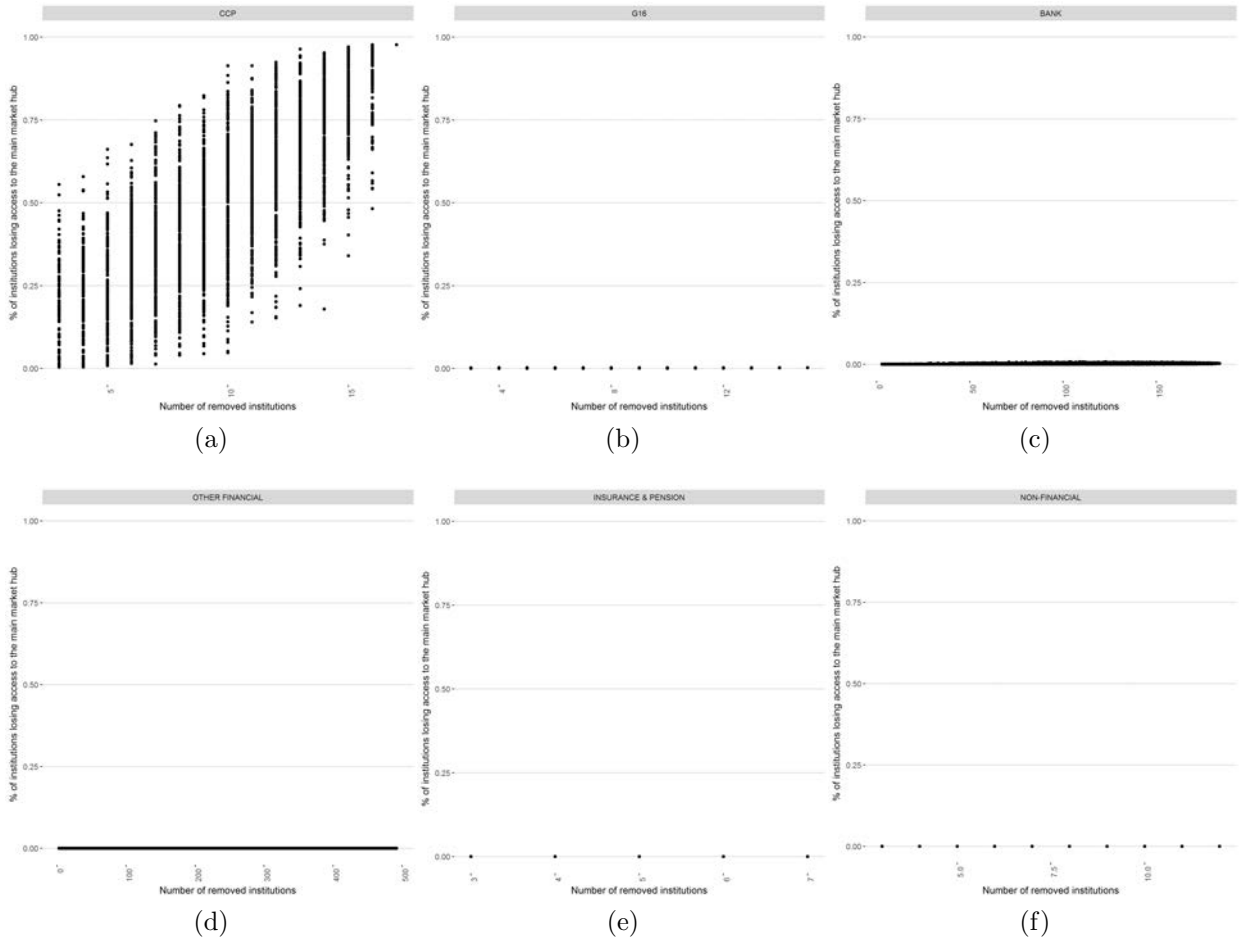 CCP
G16
BANK
% of institutions losing access to the main market hub
1.00
0.75
0.50
0.25
0.00
5
10
15
Number of removed institutions
(a)
% of institutions losing access to the main market hub
1.00
0.75
0.50
0.25
0.00
4
8
12
Number of removed institutions
(b)
% of institutions losing access to the main market hub
1.00
0.75
0.50
0.25
0.00
0
50
100
150
Number of removed institutions
(c)
OTHER FINANCIAL
INSURANCE & PENSION
NON-FINANCIAL
% of institutions losing access to the main market hub
1.00
0.75
0.50
0.25
0.00
0
100
200
300
400
500
Number of removed institutions
(d)
% of institutions losing access to the main market hub
1.00
0.75
0.50
0.25
0.00
3
4
5
6
7
Number of removed institutions
(e)
% of institutions losing access to the main market hub
1.00
0.75
0.50
0.25
0.00
5.0
7.5
10.0
Number of removed institutions
(f)